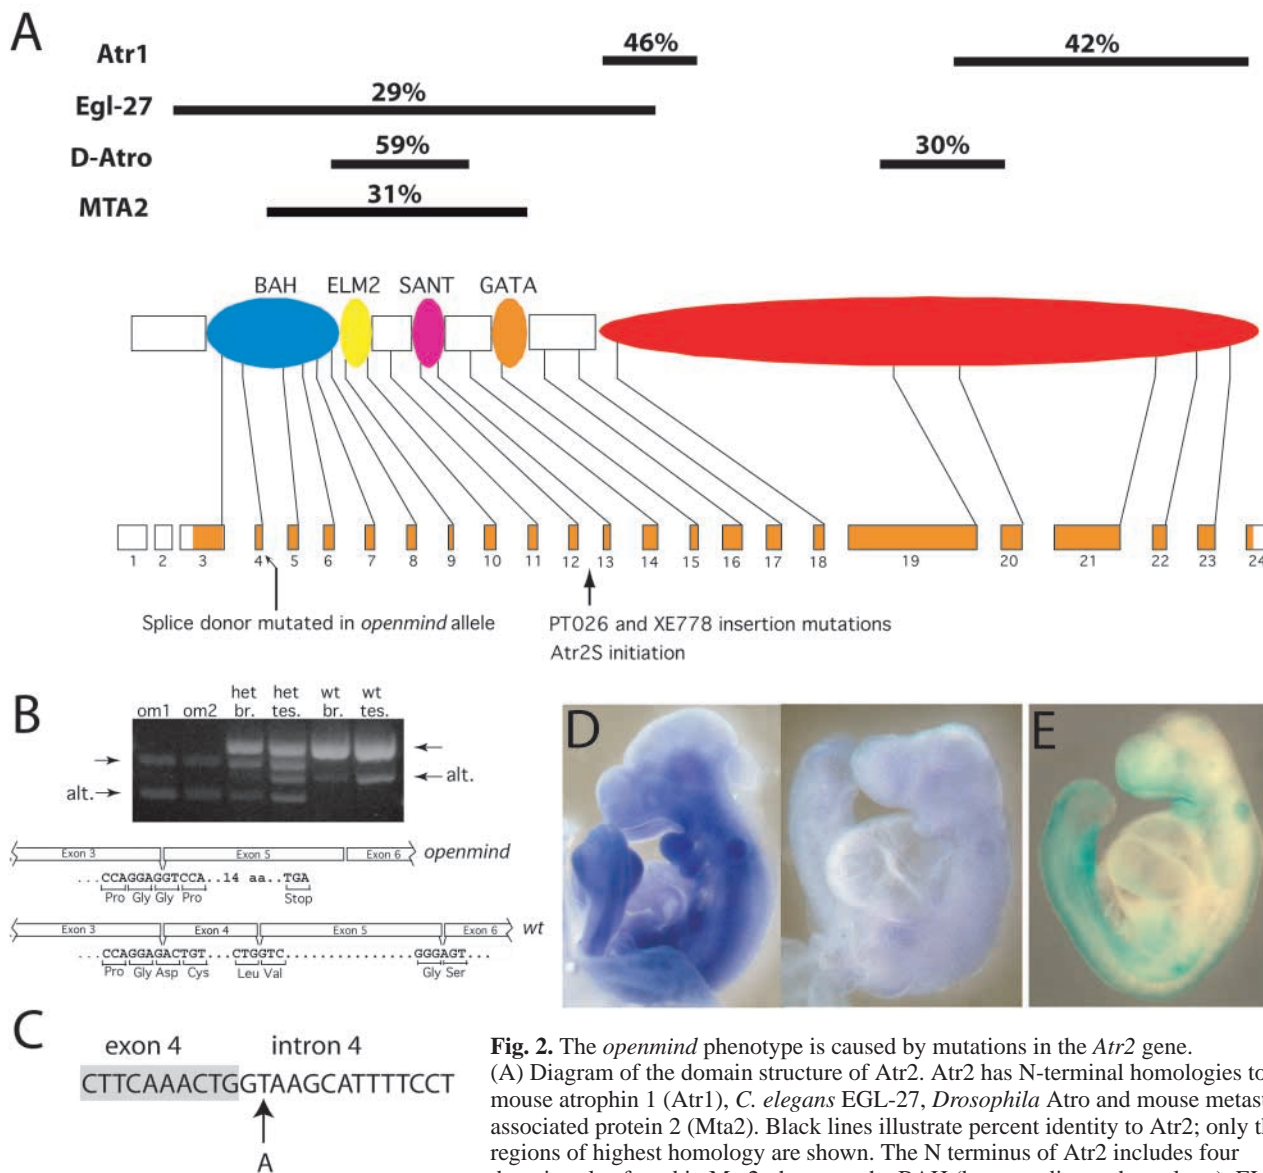 A
Atr1 46% 42%
Egl-27 29%
D-Atro 59% 30%
MTA2 31%
BAH ELM2 SANT GATA
1 2 3 4 5 6 7 8 9 10 11 12 13 14 15 16 17 18 19 20 21 22 23 24
Splice donor mutated in openmind allele
PT026 and XE778 insertion mutations
Atr2S initiation
B
om1 om2 het br. het tes. wt br. wt tes.
alt.
alt.
Exon 3 Exon 5 Exon 6 openmind
...CCAGGAGGTCCA..14 aa..TGA
Pro Gly Gly Pro Stop
Exon 3 Exon 4 Exon 5 Exon 6 wt
...CCAGGAGACTGT...CTGGTC......................GGGAGT...
Pro Gly Asp Cys Leu Val Gly Ser
C
exon 4 intron 4
CTTCAAACTGGTAAGCATTTTCCT
A
D
E
Fig. 2. The openmind phenotype is caused by mutations in the Atr2 gene.
(A) Diagram of the domain structure of Atr2. Atr2 has N-terminal homologies to
mouse atrophin 1 (Atr1), C. elegans EGL-27, Drosophila Atro and mouse metast
associated protein 2 (Mta2). Black lines illustrate percent identity to Atr2; only th
regions of highest homology are shown. The N terminus of Atr2 includes four